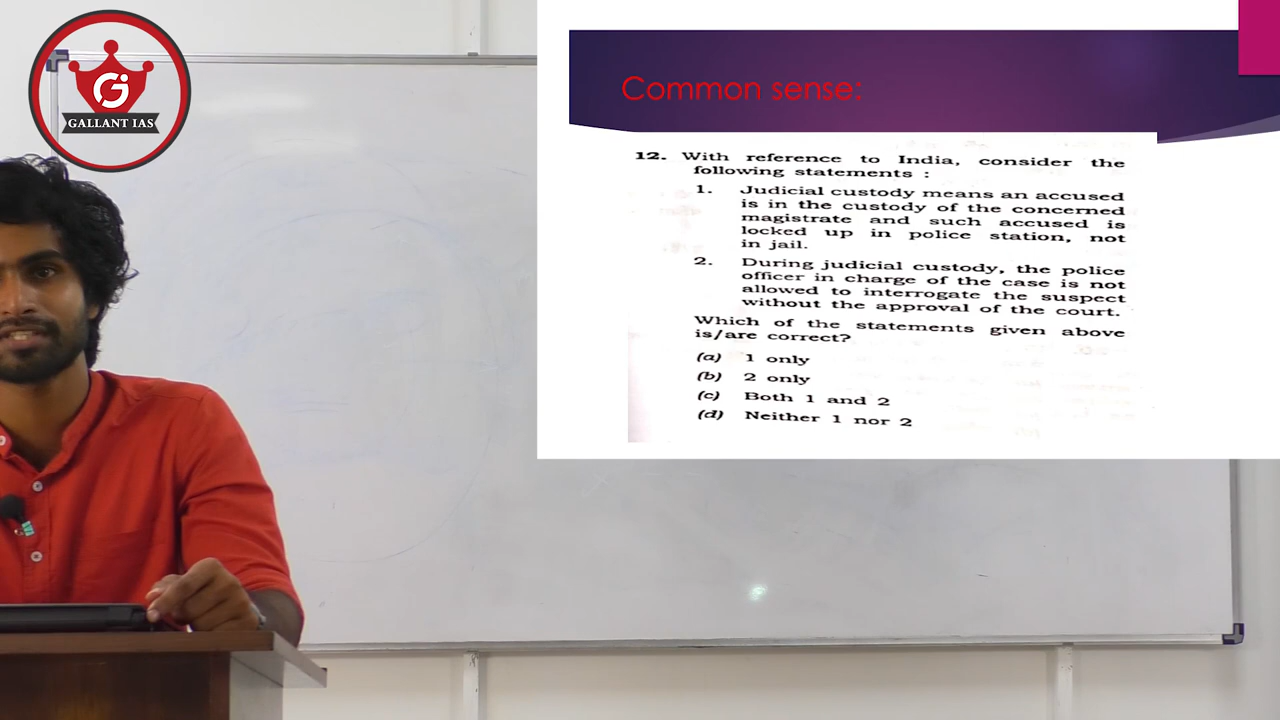 GALLANT IAS
Common sense:
12. With reference to India, consider the
following statements :
1. Judicial custody means an accused
is in the custody of the concerned
magistrate and such accused is
locked up in police station, not
in jail.
2. During judicial custody, the police
officer in charge of the case is not
allowed to interrogate the suspect
without the approval of the court.
Which of the statements given above
is/are correct?
(a) 1 only
(b) 2 only
(c) Both 1 and 2
(d) Neither 1 nor 2